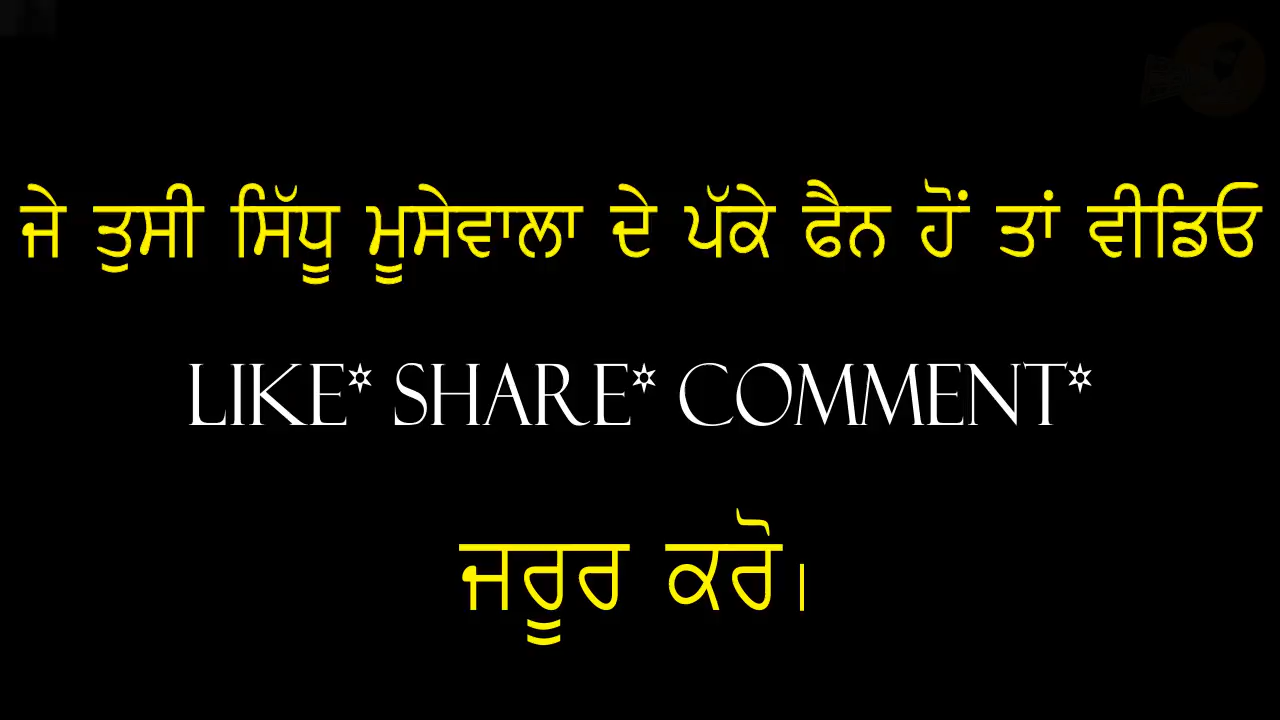 ਜੇ ਤੁਸੀ ਸਿੱਧੂ ਮੂਸੇਵਾਲਾ ਦੇ ਪੱਕੇ ਫੈਨ ਹੋਂ ਤਾਂ ਵੀਡਿਓ
LIKE* SHARE* COMMENT*
ਜਰੂਰ ਕਰੋ।